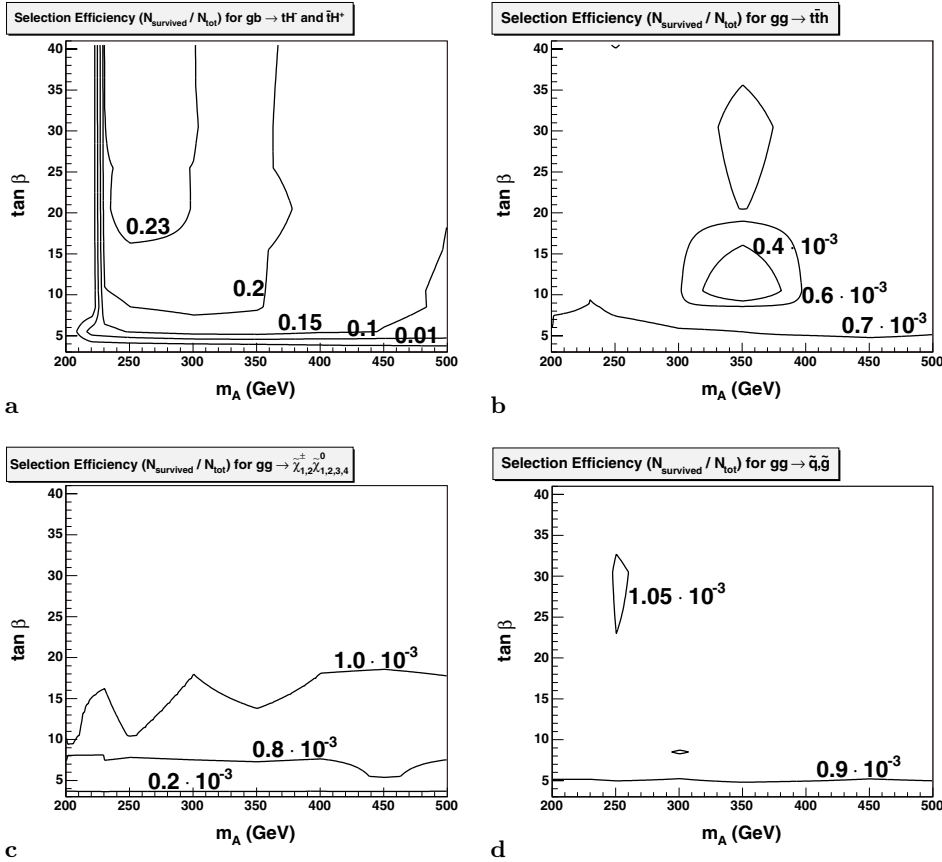 Selection Efficiency (N_survived / N_tot) for gb → tH⁻ and t̄H⁺
40
35
30
25
20
15
10
5
tan β
0.23
0.2
0.15
0.1
0.01
200 250 300 350 400 450 500
m_A (GeV)
a
Selection Efficiency (N_survived / N_tot) for gg → tt̄h
40
35
30
25
20
15
10
5
tan β
0.4 · 10⁻³
0.6 · 10⁻³
0.7 · 10⁻³
200 250 300 350 400 450 500
m_A (GeV)
b
Selection Efficiency (N_survived / N_tot) for gg → χ̃^±_1,2 χ̃^0_1,2,3,4
40
35
30
25
20
15
10
5
tan β
1.0 · 10⁻³
0.8 · 10⁻³
0.2 · 10⁻³
200 250 300 350 400 450 500
m_A (GeV)
c
Selection Efficiency (N_survived / N_tot) for gg → q̃,g̃
40
35
30
25
20
15
10
5
tan β
1.05 · 10⁻³
0.9 · 10⁻³
200 250 300 350 400 450 500
m_A (GeV)
d